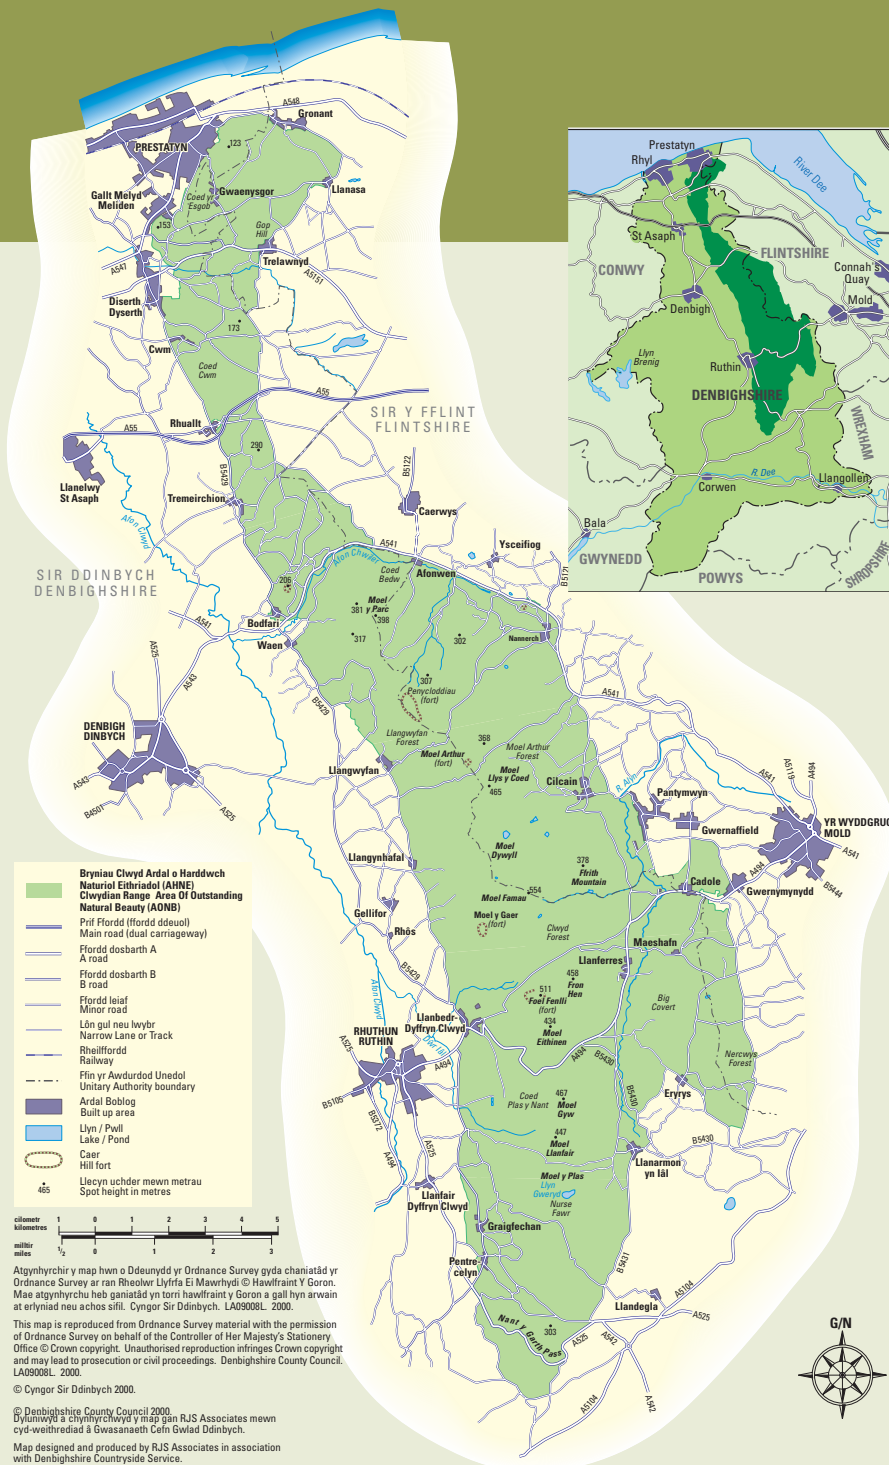 A548
Gronant
PRESTATYN
123
Gwaenysgor
Llanasa
Gallt Melyd
Meliden
Coed yr
Esgob
153
Gop
Hill
Trelawnyd
A547
A5151
Diserth
Dyserth
173
Cwm
Coed
Cwm
A55
SIR Y FFLINT
FLINTSHIRE
Rhuallt
A55
290
Llanelwy
St Asaph
B5429
B5122
Tremeirchion
Caerwys
Afon Clwyd
A541
Ysceifiog
Afon Chwiler
SIR DDINBYCH
DENBIGHSHIRE
Coed
Bedw
Afonwen
B5121
206
Moel
y Parc
381
398
Bodfari
A541
Waen
317
302
Nannerch
A525
A543
307
Penycloddiau
(fort)
B5429
A541
DENBIGH
DINBYCH
Llangwyfan
Forest
368
Moel Arthur
(fort)
Moel Arthur
Forest
Llangwyfan
Moel
Llys y Coed
465
Cilcain
R. Alyn
A541
A5119
A494
A543
B4501
A525
Pantymwyn
Gwernaffield
YR WYDDGRUG
MOLD
A541
Moel
Dywyll
Llangynhafal
378
Ffrith
Mountain
A494
B5444
Cadole
Gwernymynydd
Moel Famau
554
Gellifor
Moel y Gaer
(fort)
Rhôs
Clwyd
Forest
Maeshafn
Llanferres
B5429
458
Fron
Hen
Afon Clwyd
511
Foel Fenlli
(fort)
Big
Covert
Llanbedr-
Dyffryn Clwyd
434
Moel
Eithinen
RHUTHUN
RUTHIN
A525
A494
A494
B5430
Nercwys
Forest
B5105
B5372
Coed
Plas y Nant
467
Moel
Gyw
B5430
Eryrys
447
Moel
Llanfair
B5430
A525
A494
Llanarmon
yn Iâl
Moel y Plas
Llyn
Gweryd
Nurse
Fawr
Llanfair
Dyffryn Clwyd
Graigfechan
Pentre-
celyn
B5431
A5104
Llandegla
A525
Nant y Garth Pass
303
A525
A542
A5104
A542
G/N
Prestatyn
Rhyl
River Dee
St Asaph
FLINTSHIRE
CONWY
Connah's
Quay
Denbigh
Mold
Llyn
Brenig
Ruthin
DENBIGHSHIRE
WREXHAM
R. Dee
Corwen
Llangollen
Bala
GWYNEDD
POWYS
SHROPSHIRE
Bryniau Clwyd Ardal o Harddwch
Naturiol Eithriadol (AHNE)
Clwydian Range Area Of Outstanding
Natural Beauty (AONB)
Prif Ffordd (ffordd ddeuol)
Main road (dual carriageway)
Ffordd dosbarth A
A road
Ffordd dosbarth B
B road
Ffordd leiaf
Minor road
Lôn gul neu lwybr
Narrow Lane or Track
Rheilffordd
Railway
Ffin yr Awdurdod Unedol
Unitary Authority boundary
Ardal Boblog
Built up area
Llyn / Pwll
Lake / Pond
Caer
Hill fort
465
Llecyn uchder mewn metrau
Spot height in metres
cilometr
kilometres
1 0 1 2 3 4 5
milltir
miles
1/2 0 1 2 3
Atgynhyrchir y map hwn o Ddeunydd yr Ordnance Survey gyda chaniatâd yr
Ordnance Survey ar ran Rheolwr Llyfrfa Ei Mawrhydi © Hawlfraint Y Goron.
Mae atgynhyrchu heb ganiatâd yn torri hawlfraint y Goron a gall hyn arwain
at erlyniad neu achos sifil. Cyngor Sir Ddinbych. LA09008L. 2000.
This map is reproduced from Ordnance Survey material with the permission
of Ordnance Survey on behalf of the Controller of Her Majesty's Stationery
Office © Crown copyright. Unauthorised reproduction infringes Crown copyright
and may lead to prosecution or civil proceedings. Denbighshire County Council.
LA09008L. 2000.
© Cyngor Sir Ddinbych 2000.
© Denbighshire County Council 2000.
Dyluniwyd a chynhyrchwyd y map gan RJS Associates mewn
cyd-weithrediad â Gwasanaeth Cefn Gwlad Ddinbych.
Map designed and produced by RJS Associates in association
with Denbighshire Countryside Service.